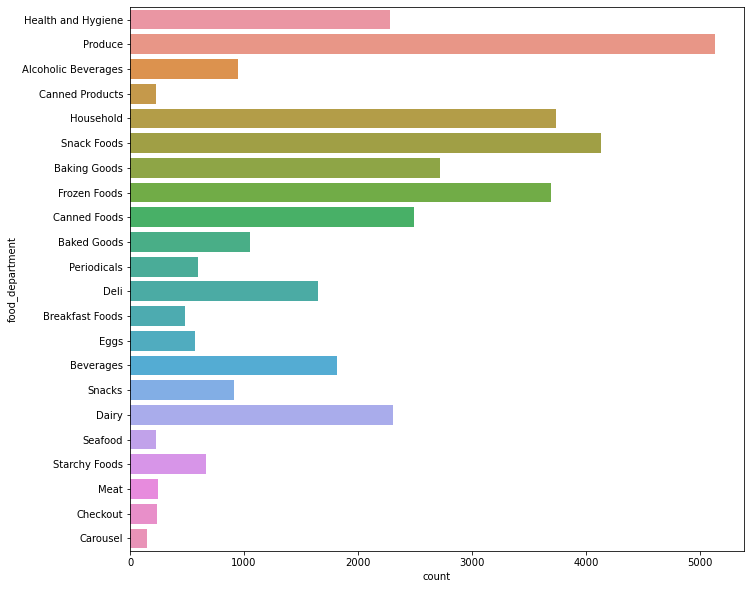 Health and Hygiene
Produce
Alcoholic Beverages
Canned Products
Household
Snack Foods
Baking Goods
Frozen Foods
Canned Foods
Baked Goods
Periodicals
Deli
Breakfast Foods
Eggs
Beverages
Snacks
Dairy
Seafood
Starchy Foods
Meat
Checkout
Carousel
food_department
0 1000 2000 3000 4000 5000
count